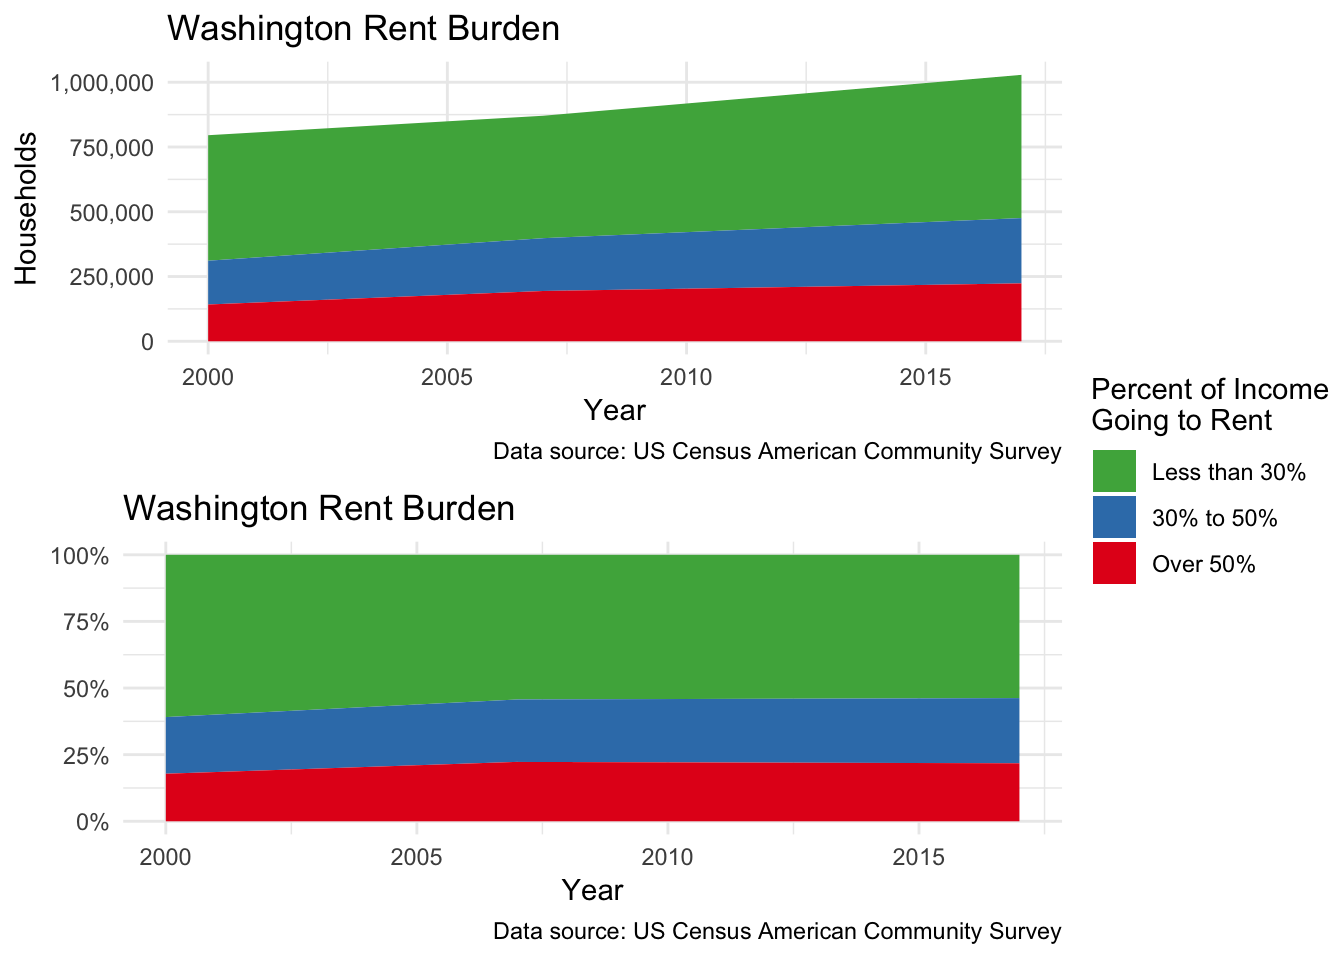 Washington Rent Burden
Households
1,000,000
750,000
500,000
250,000
0
2000 2005 2010 2015
Year
Data source: US Census American Community Survey
Percent of Income
Going to Rent
Less than 30%
30% to 50%
Over 50%
Washington Rent Burden
100%
75%
50%
25%
0%
2000 2005 2010 2015
Year
Data source: US Census American Community Survey